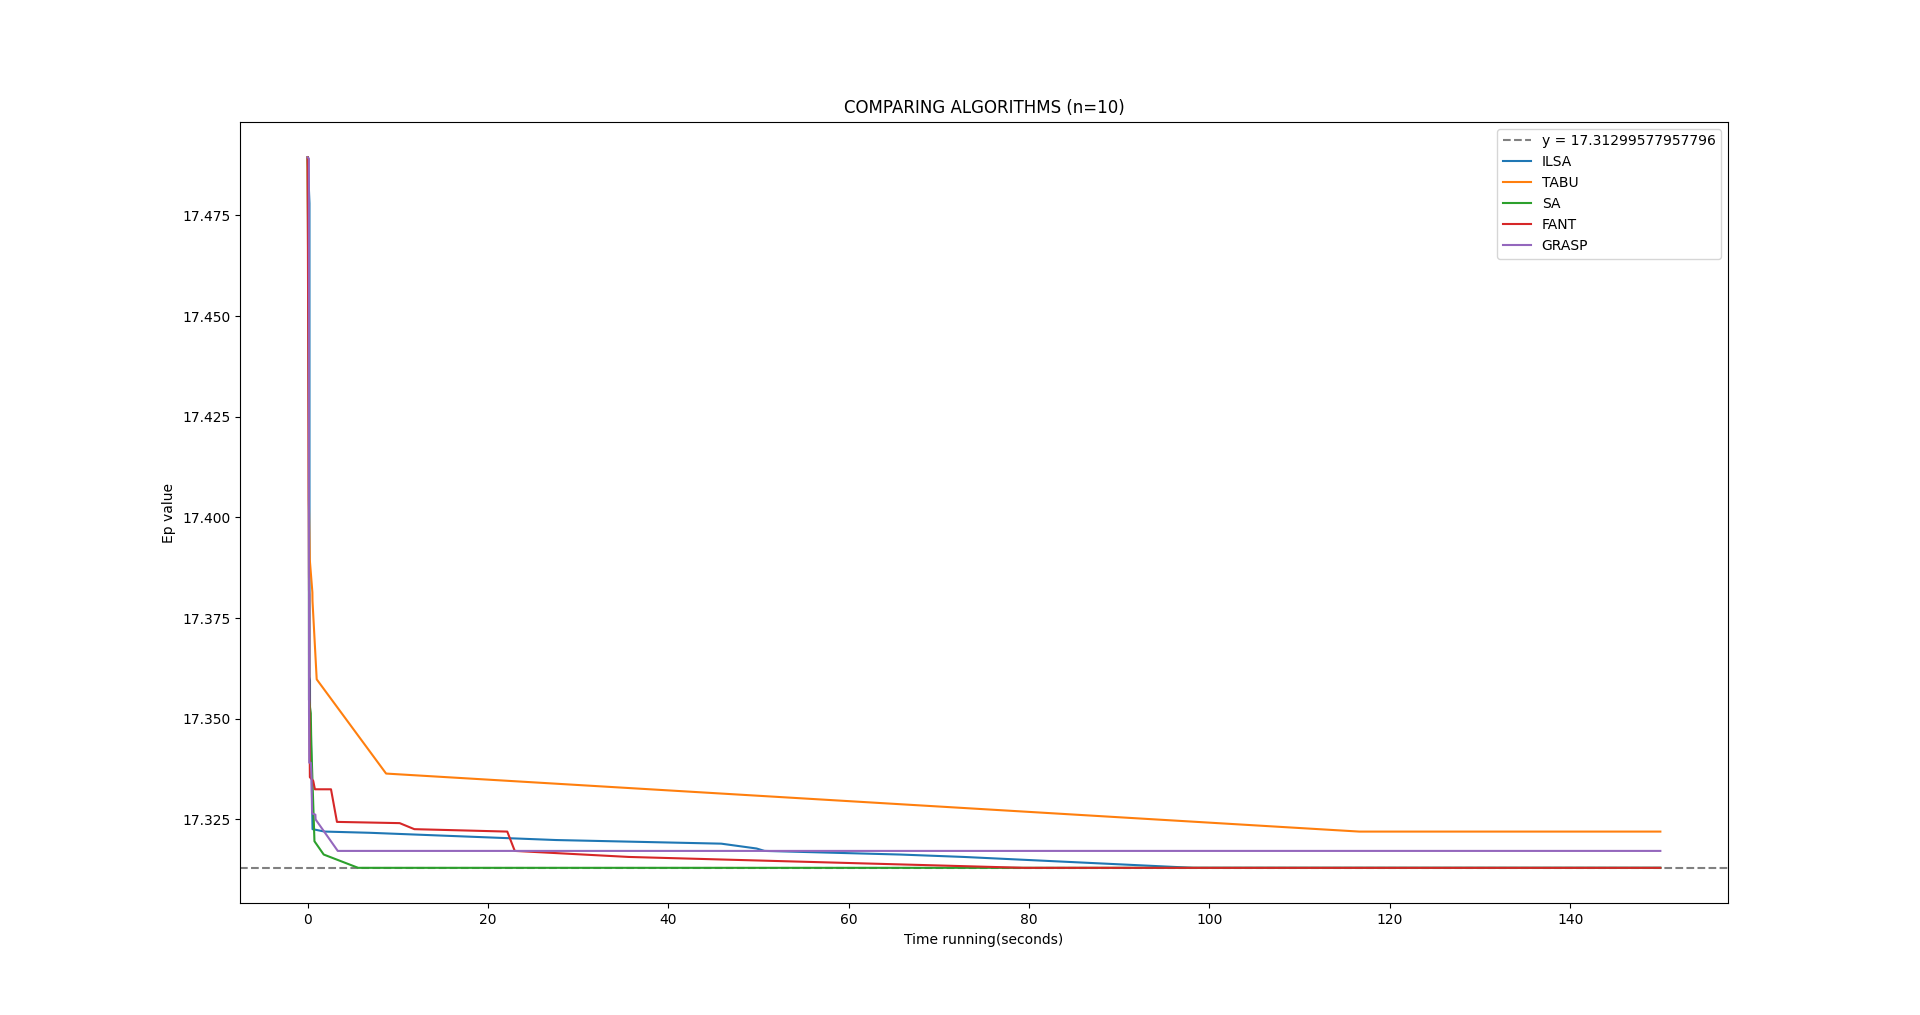 COMPARING ALGORITHMS (n=10)
y = 17.31299577957796
ILSA
TABU
SA
FANT
GRASP
17.475
17.450
17.425
17.400
17.375
17.350
17.325
Ep value
0 20 40 60 80 100 120 140
Time running(seconds)